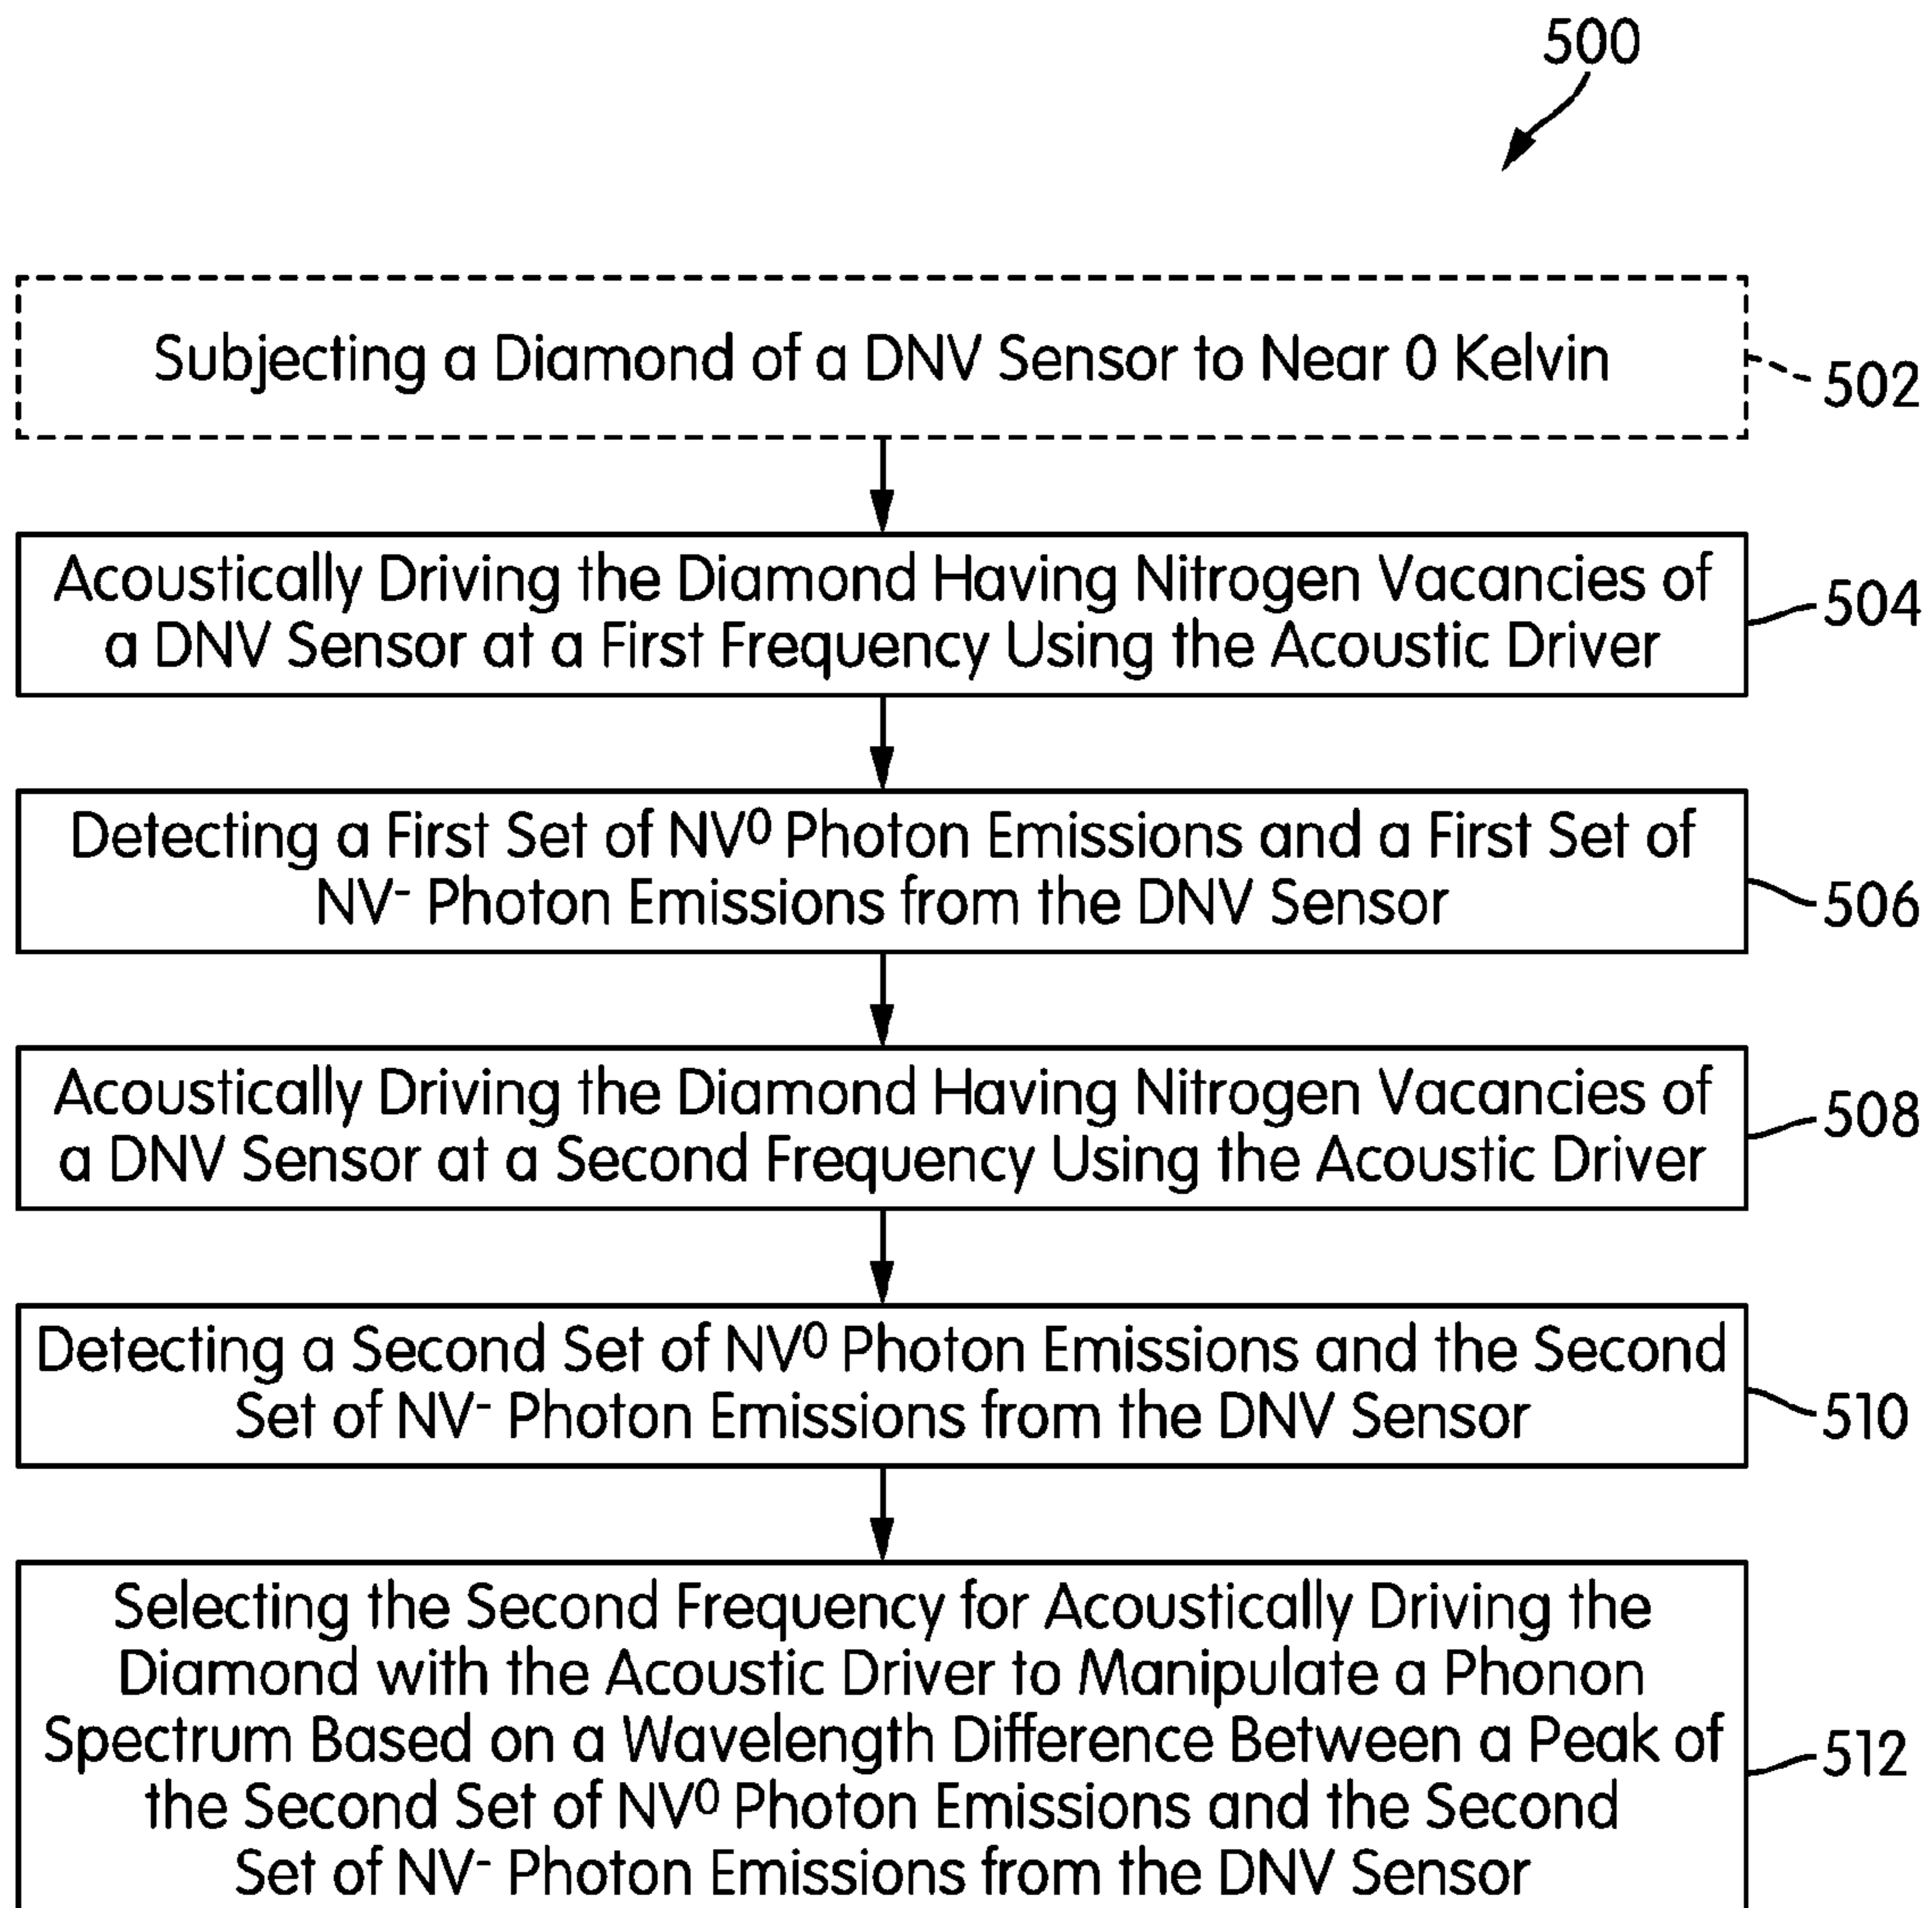 500
Subjecting a Diamond of a DNV Sensor to Near 0 Kelvin
502
Acoustically Driving the Diamond Having Nitrogen Vacancies of
a DNV Sensor at a First Frequency Using the Acoustic Driver
504
Detecting a First Set of NV⁰ Photon Emissions and a First Set of
NV⁻ Photon Emissions from the DNV Sensor
506
Acoustically Driving the Diamond Having Nitrogen Vacancies of
a DNV Sensor at a Second Frequency Using the Acoustic Driver
508
Detecting a Second Set of NV⁰ Photon Emissions and the Second
Set of NV⁻ Photon Emissions from the DNV Sensor
510
Selecting the Second Frequency for Acoustically Driving the
Diamond with the Acoustic Driver to Manipulate a Phonon
Spectrum Based on a Wavelength Difference Between a Peak of
the Second Set of NV⁰ Photon Emissions and the Second
Set of NV⁻ Photon Emissions from the DNV Sensor
512